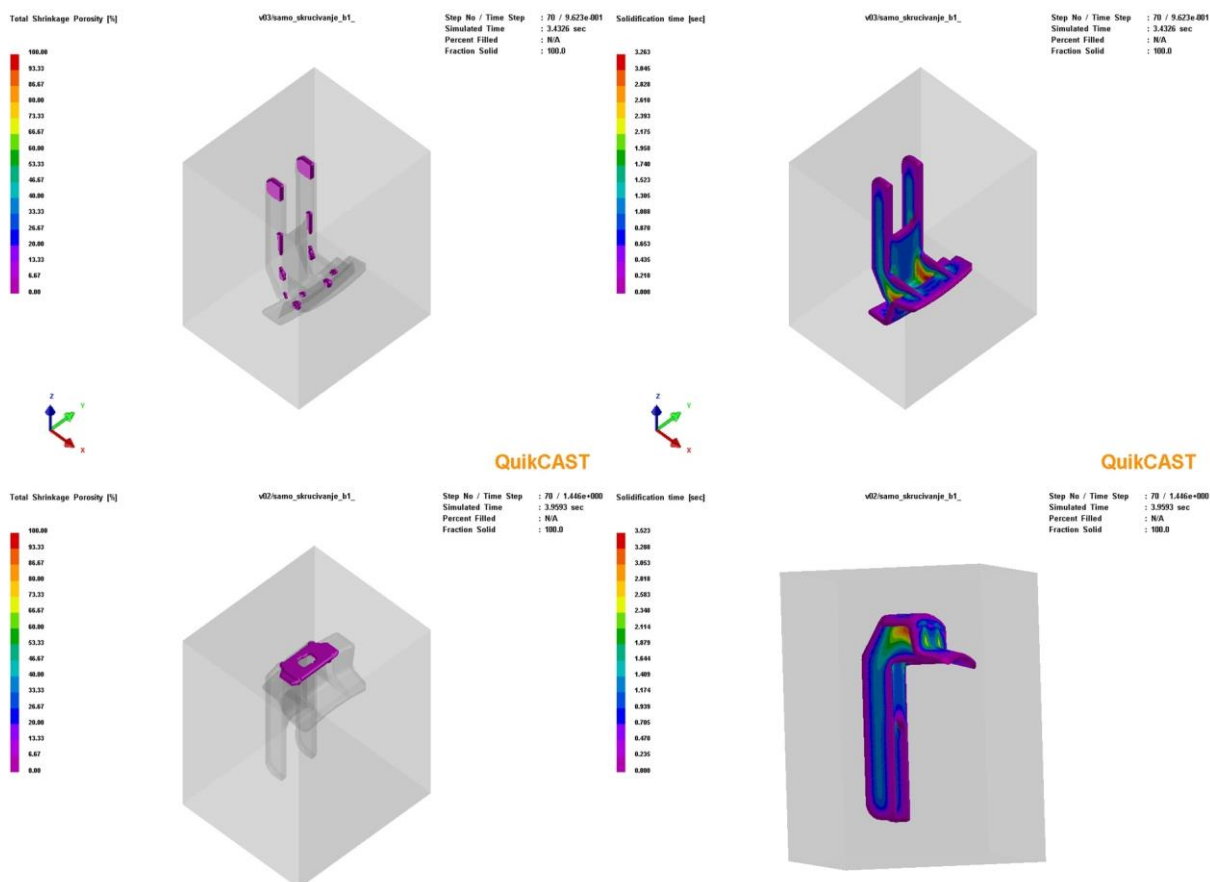 Total Shrinkage Porosity [%]
v03/samo_skrucivanje_b1_
Step No / Time Step : 70 / 9.623e-001
Simulated Time : 3.4326 sec
Percent Filled : N/A
Fraction Solid : 100.0
100.00
93.33
86.67
80.00
73.33
66.67
60.00
53.33
46.67
40.00
33.33
26.67
20.00
13.33
6.67
0.00
Z
Y
X
QuikCAST
Solidification time [sec]
v03/samo_skrucivanje_b1_
Step No / Time Step : 70 / 9.623e-001
Simulated Time : 3.4326 sec
Percent Filled : N/A
Fraction Solid : 100.0
3.263
3.045
2.828
2.610
2.393
2.175
1.958
1.740
1.523
1.305
1.088
0.870
0.653
0.435
0.218
0.000
Z
Y
X
QuikCAST
Total Shrinkage Porosity [%]
v02/samo_skrucivanje_b1_
Step No / Time Step : 70 / 1.446e+000
Simulated Time : 3.9593 sec
Percent Filled : N/A
Fraction Solid : 100.0
100.00
93.33
86.67
80.00
73.33
66.67
60.00
53.33
46.67
40.00
33.33
26.67
20.00
13.33
6.67
0.00
Solidification time [sec]
v02/samo_skrucivanje_b1_
Step No / Time Step : 70 / 1.446e+000
Simulated Time : 3.9593 sec
Percent Filled : N/A
Fraction Solid : 100.0
3.523
3.288
3.053
2.818
2.583
2.348
2.114
1.879
1.644
1.409
1.174
0.939
0.705
0.470
0.235
0.000